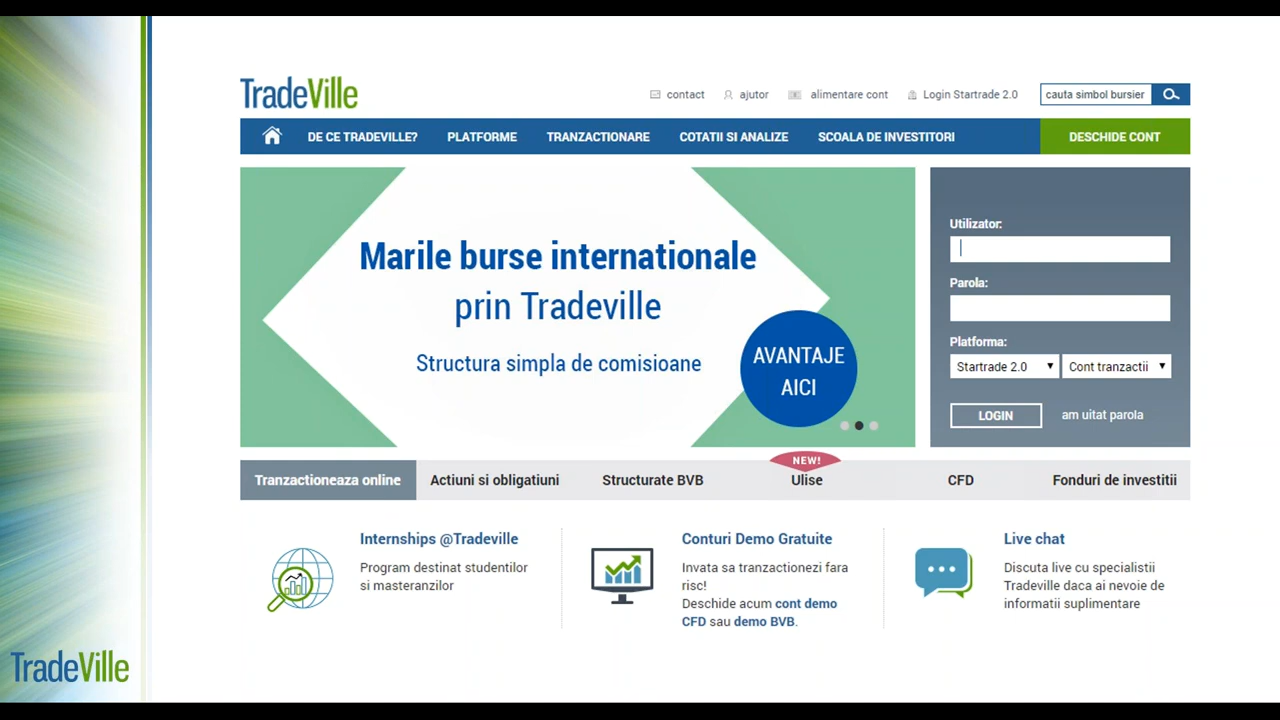 TradeVille
contact
ajutor
alimentare cont
Login Startrade 2.0
cauta simbol bursier
DE CE TRADEVILLE?
PLATFORME
TRANZACTIONARE
COTATII SI ANALIZE
SCOALA DE INVESTITORI
DESCHIDE CONT
Marile burse internationale
prin Tradeville
Structura simpla de comisioane
AVANTAJE
AICI
Utilizator:
Parola:
Platforma:
Startrade 2.0
Cont tranzactii
LOGIN
am uitat parola
Tranzactioneaza online
Actiuni si obligatiuni
Structurate BVB
NEW!
Ulise
CFD
Fonduri de investitii
Internships @Tradeville
Program destinat studentilor
si masteranzilor
Conturi Demo Gratuite
Invata sa tranzactionezi fara
risc!
Deschide acum cont demo
CFD sau demo BVB.
Live chat
Discuta live cu specialistii
Tradeville daca ai nevoie de
informatii suplimentare
TradeVille